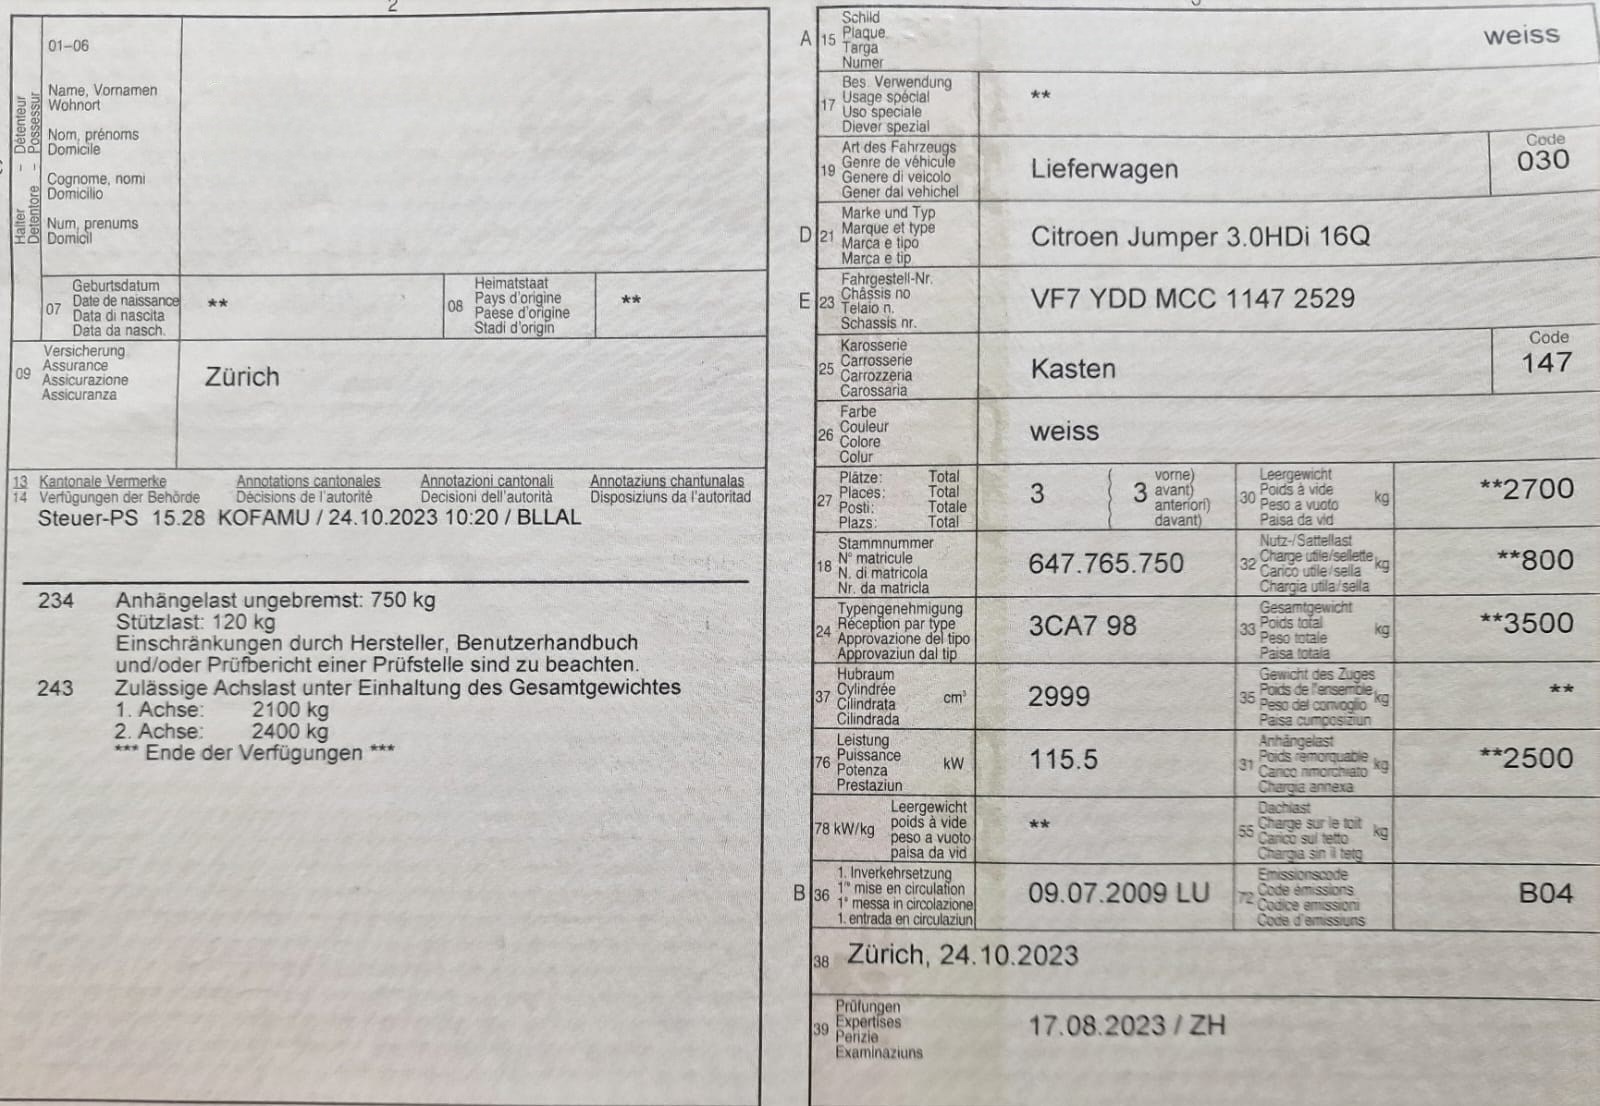 2
Halter – Détenteur
Detentore – Possessur
01–06
Name, Vornamen
Wohnort
Nom, prénoms
Domicile
Cognome, nomi
Domicilio
Num, prenums
Domicil
07
Geburtsdatum
Date de naissance
Data di nascita
Data da nasch.
**
08
Heimatstaat
Pays d'origine
Paese d'origine
Stadi d'origin
**
09
Versicherung
Assurance
Assicurazione
Assicuranza
Zürich
13 Kantonale Vermerke Annotations cantonales Annotazioni cantonali Annotaziuns chantunalas
14 Verfügungen der Behörde Décisions de l'autorité Decisioni dell'autorità Disposiziuns da l'autoritad
Steuer-PS 15.28 KOFAMU / 24.10.2023 10:20 / BLLAL
234 Anhängelast ungebremst: 750 kg
Stützlast: 120 kg
Einschränkungen durch Hersteller, Benutzerhandbuch
und/oder Prüfbericht einer Prüfstelle sind zu beachten.
243 Zulässige Achslast unter Einhaltung des Gesamtgewichtes
1. Achse: 2100 kg
2. Achse: 2400 kg
*** Ende der Verfügungen ***
A 15
Schild
Plaque
Targa
Numer
weiss
17
Bes. Verwendung
Usage spécial
Uso speciale
Diever spezial
**
19
Art des Fahrzeugs
Genre de véhicule
Genere di veicolo
Gener dal vehichel
Lieferwagen
Code
030
D 21
Marke und Typ
Marque et type
Marca e tipo
Marca e tip
Citroen Jumper 3.0HDi 16Q
E 23
Fahrgestell-Nr.
Châssis no
Telaio n.
Schassis nr.
VF7 YDD MCC 1147 2529
25
Karosserie
Carrosserie
Carrozzeria
Carossaria
Kasten
Code
147
26
Farbe
Couleur
Colore
Colur
weiss
27
Plätze: Total
Places: Total
Posti: Totale
Plazs: Total
3
3
vorne)
avant)
anteriori)
davant)
30
Leergewicht
Poids à vide
Peso a vuoto
Paisa da vid
kg
**2700
18
Stammnummer
N° matricule
N. di matricola
Nr. da matricla
647.765.750
32
Nutz-/Sattellast
Charge utile/sellette
Carico utile/sella
Chargia utila/sella
kg
**800
24
Typengenehmigung
Réception par type
Approvazione del tipo
Approvaziun dal tip
3CA7 98
33
Gesamtgewicht
Poids total
Peso totale
Paisa totala
kg
**3500
37
Hubraum
Cylindrée
Cilindrata
Cilindrada
cm³
2999
35
Gewicht des Zuges
Poids de l'ensemble
Peso del convoglio
Paisa cumposiziun
kg
**
76
Leistung
Puissance
Potenza
Prestaziun
kW
115.5
31
Anhängelast
Poids remorquable
Carico rimorchiato
Chargia annexa
kg
**2500
78 kW/kg
Leergewicht
poids à vide
peso a vuoto
paisa da vid
**
55
Dachlast
Charge sur le toit
Carico sul tetto
Chargia sin il tetg
kg
B 36
1. Inverkehrsetzung
1re mise en circulation
1a messa in circolazione
1. entrada en circulaziun
09.07.2009 LU
72
Emissionscode
Code émissions
Codice emissioni
Code d'emissiuns
B04
38 Zürich, 24.10.2023
39
Prüfungen
Expertises
Perizie
Examinaziuns
17.08.2023 / ZH